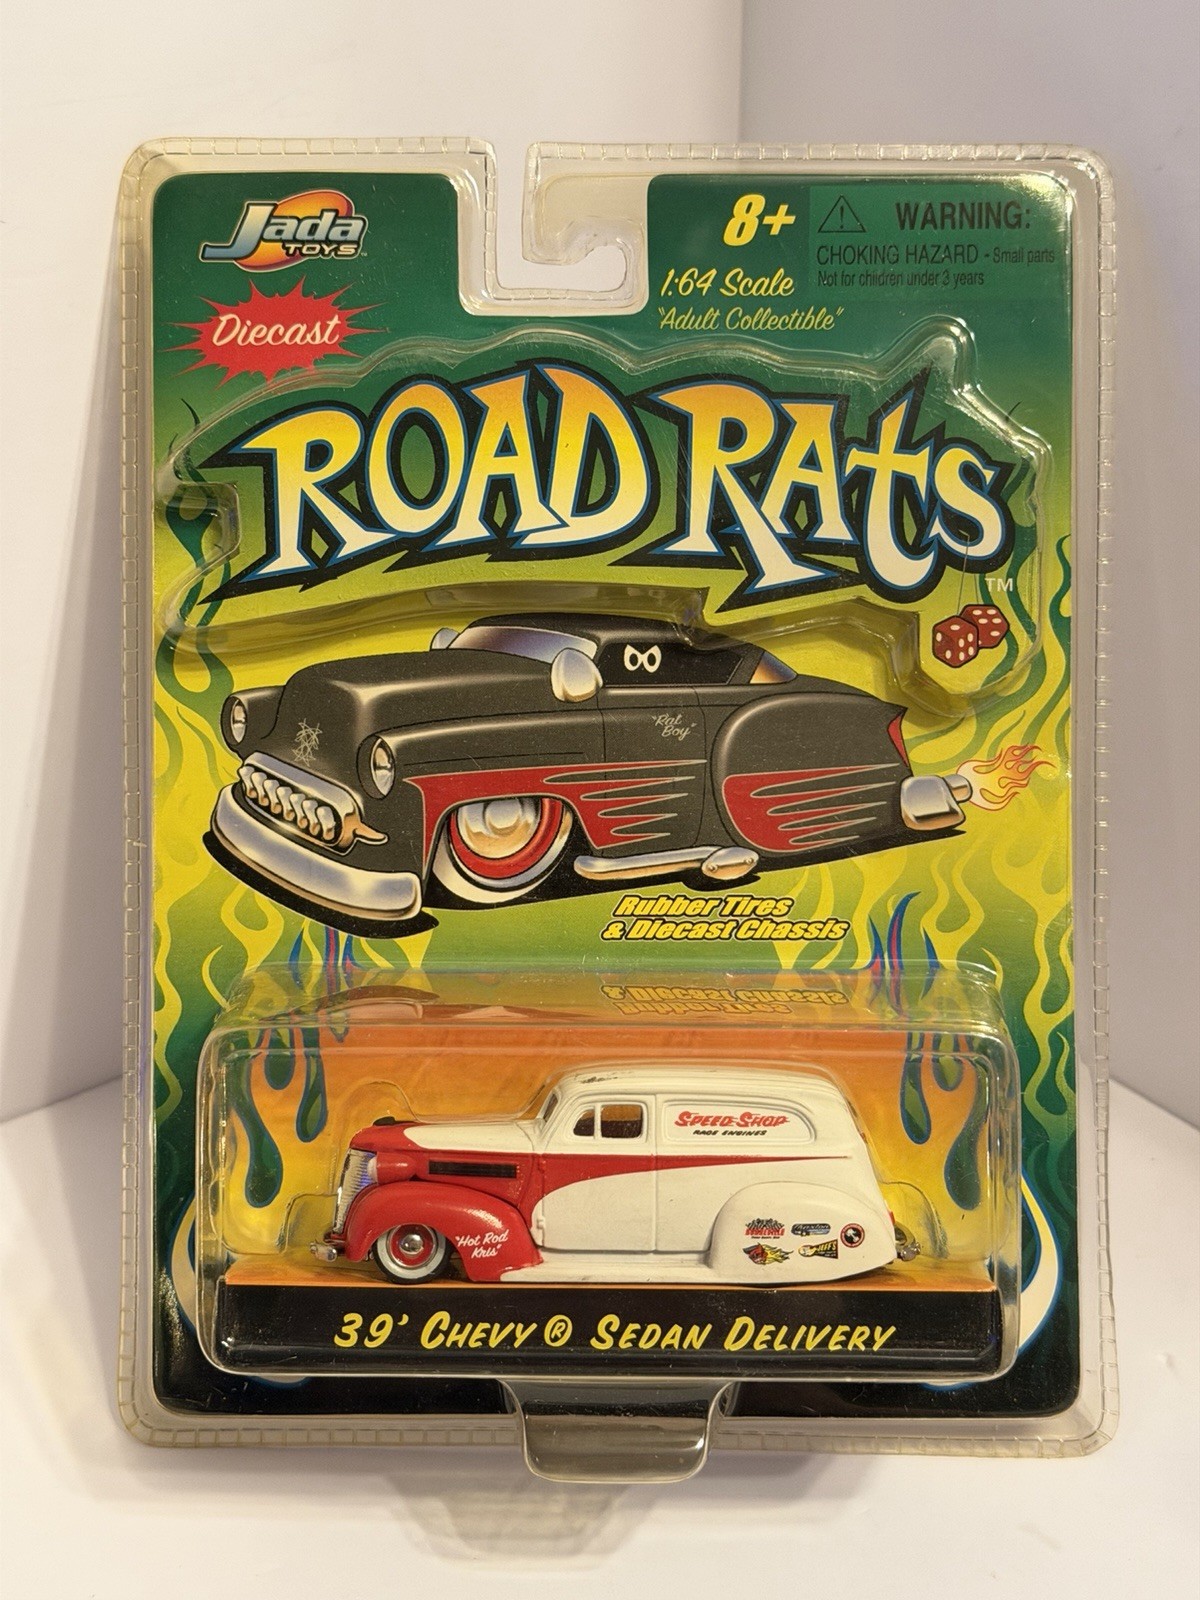 Jada
TOYS
Diecast
8+
WARNING:
CHOKING HAZARD - Small parts
Not for children under 3 years
1:64 Scale
"Adult Collectible"
ROAD RAts
TM
"Rat
Boy"
Rubber Tires
& Diecast Chassis
SPEED SHOP
RACE ENGINES
"Hot Rod
Kris"
JEFF'S
39' CHEVY ® SEDAN DELIVERY